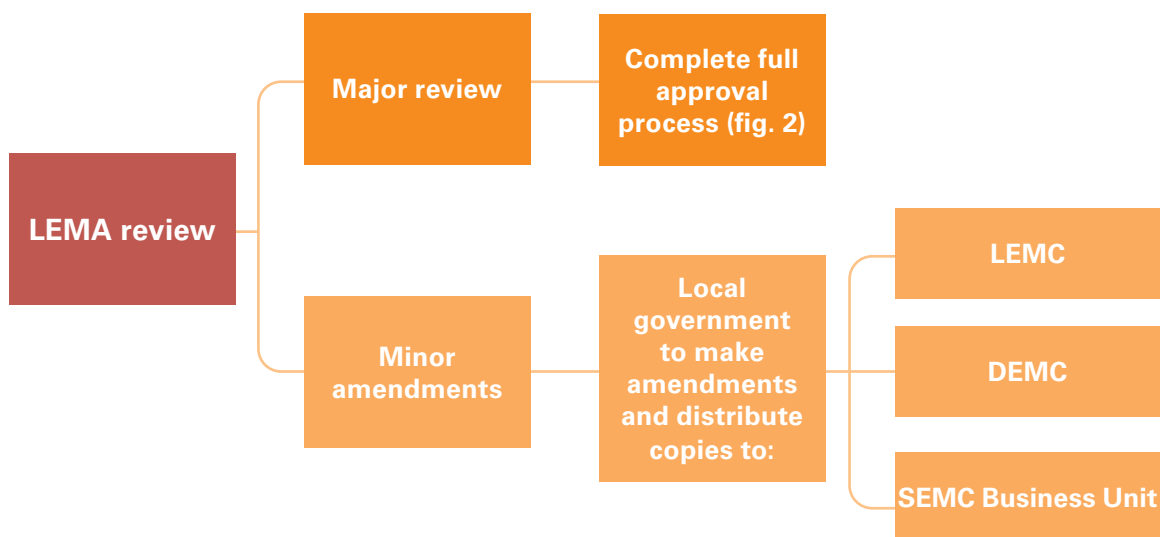 LEMA review
Major review
Complete full
approval
process (fig. 2)
Minor
amendments
Local
government
to make
amendments
and distribute
copies to:
LEMC
DEMC
SEMC Business Unit